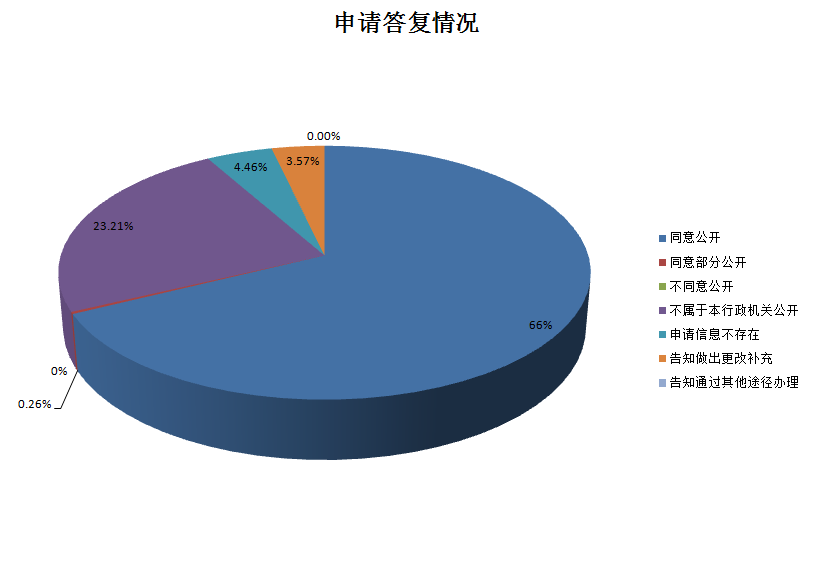 申请答复情况
0.00%
3.57%
4.46%
23.21%
66%
0%
0.26%
同意公开
同意部分公开
不同意公开
不属于本行政机关公开
申请信息不存在
告知做出更改补充
告知通过其他途径办理